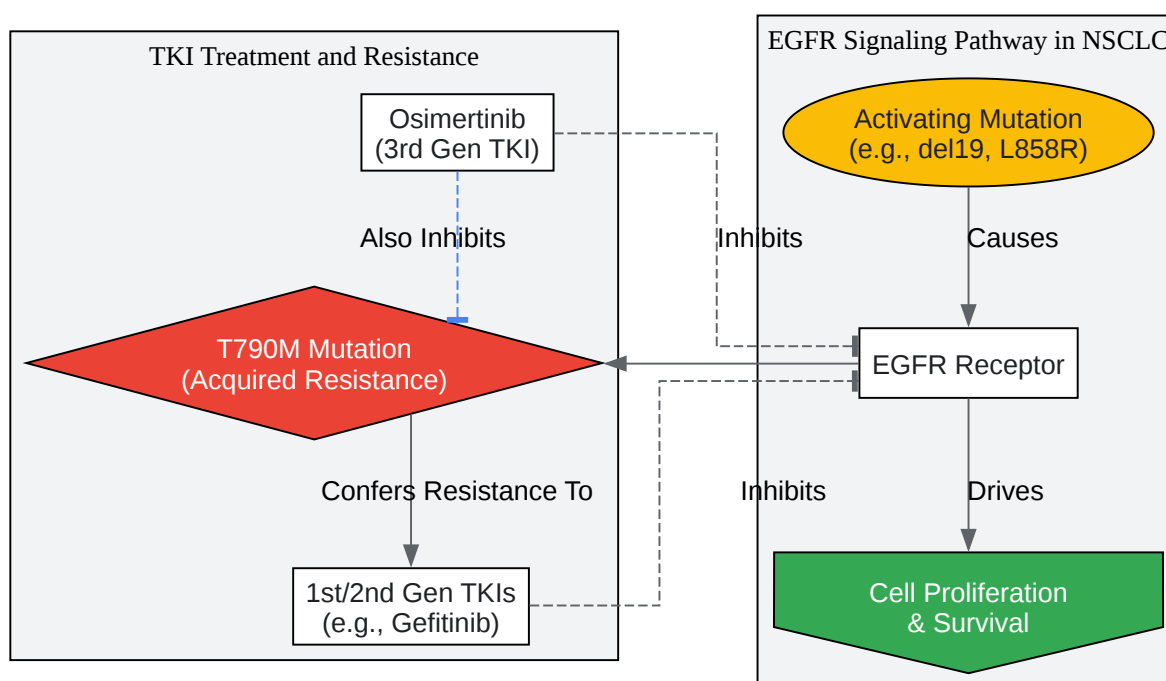 TKI Treatment and Resistance
Osimertinib
(3rd Gen TKI)
Also Inhibits
T790M Mutation
(Acquired Resistance)
Confers Resistance To
1st/2nd Gen TKIs
(e.g., Gefitinib)
Inhibits
Inhibits
EGFR Signaling Pathway in NSCLC
Activating Mutation
(e.g., del19, L858R)
Causes
EGFR Receptor
Drives
Cell Proliferation
& Survival